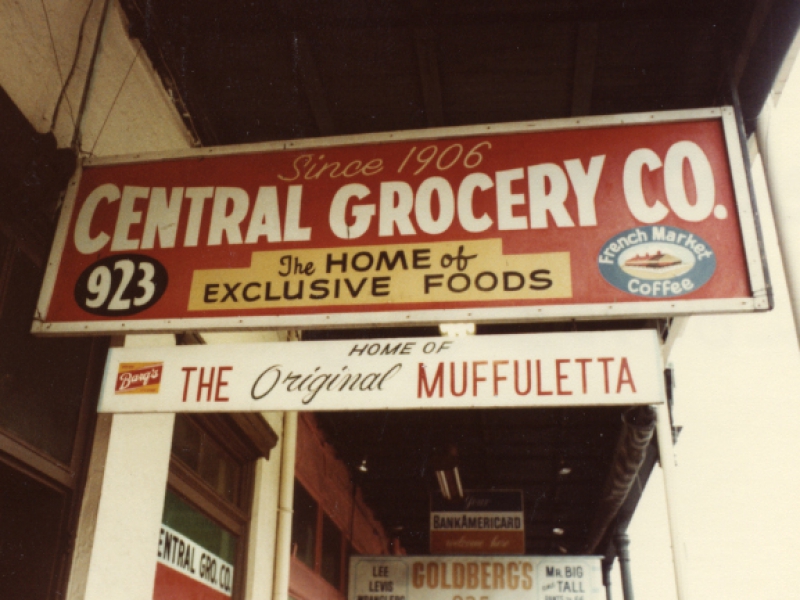 Since 1906
CENTRAL GROCERY CO.
923
The HOME of
EXCLUSIVE FOODS
French Market
Coffee
HOME OF
Barq's
THE Original MUFFULETTA
BANKAMERICARD
welcome here
ENTRAL GRO. CO.
LEE
LEVIS
WRANGLERS
GOLDBERG'S
MR. BIG
AND TALL